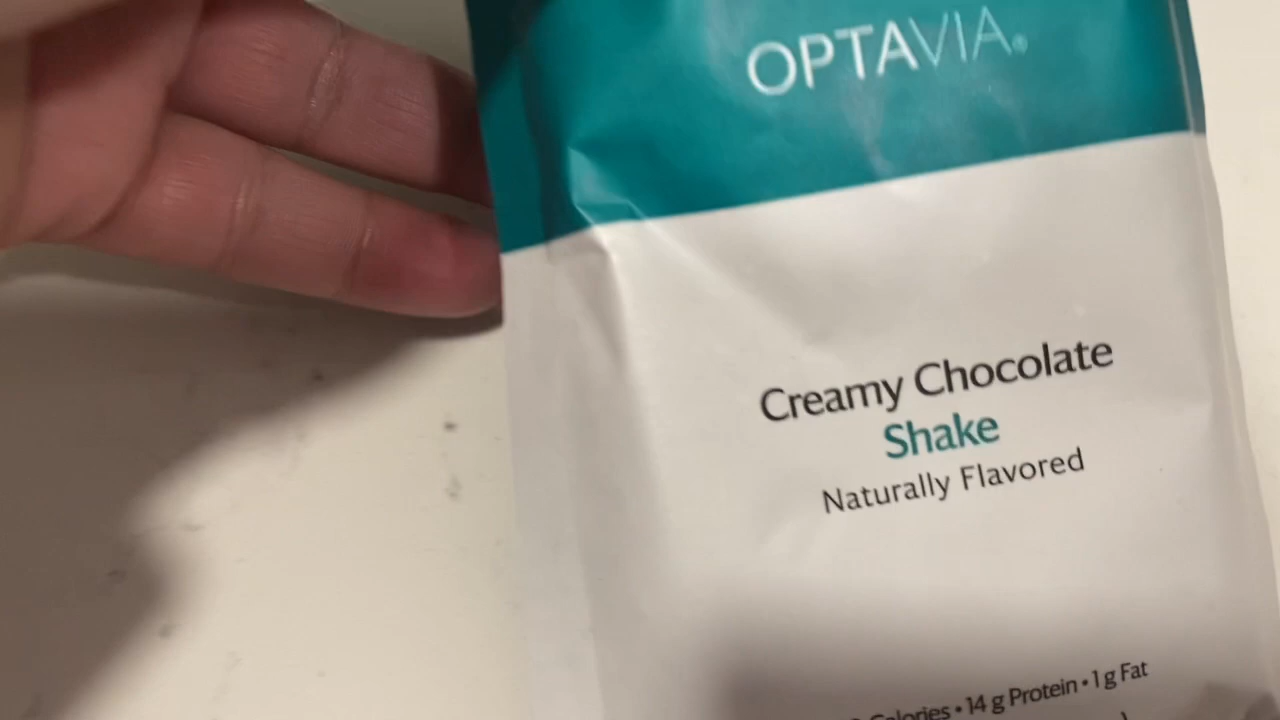 OPTAVIA®
Creamy Chocolate
Shake
Naturally Flavored
Calories • 14 g Protein • 1 g Fat